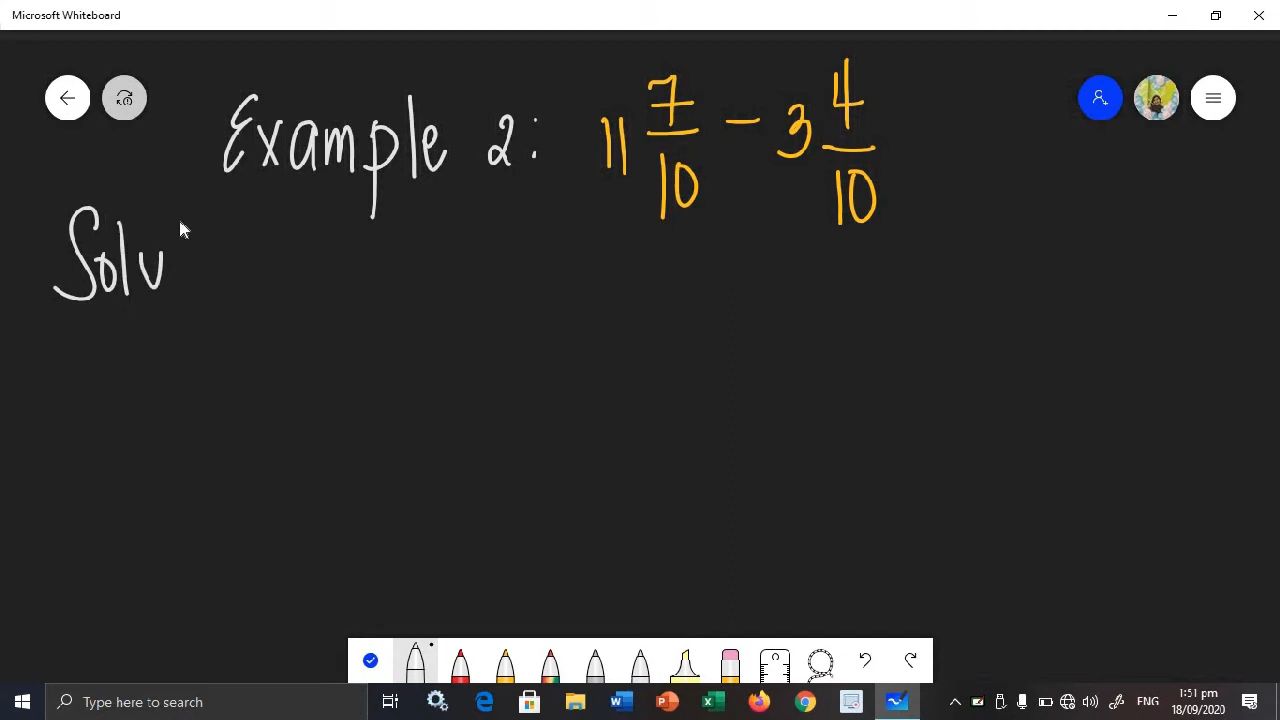 Microsoft Whiteboard
Example 2: 11 7/10 - 3 4/10
Solv
Type here to search
ENG
1:51 pm
18/09/2020